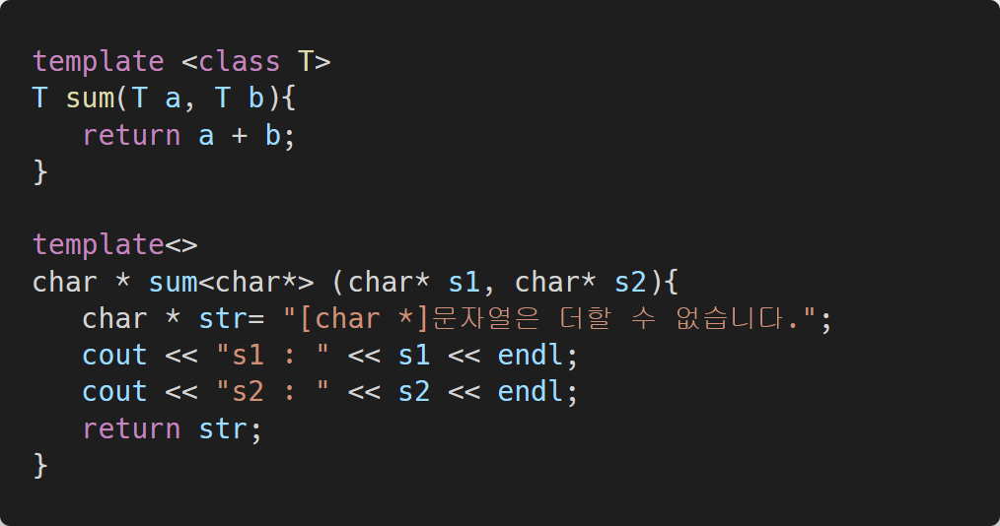 template <class T>
T sum(T a, T b){
   return a + b;
}

template<>
char * sum<char*> (char* s1, char* s2){
   char * str= "[char *]문자열은 더할 수 없습니다.";
   cout << "s1 : " << s1 << endl;
   cout << "s2 : " << s2 << endl;
   return str;
}